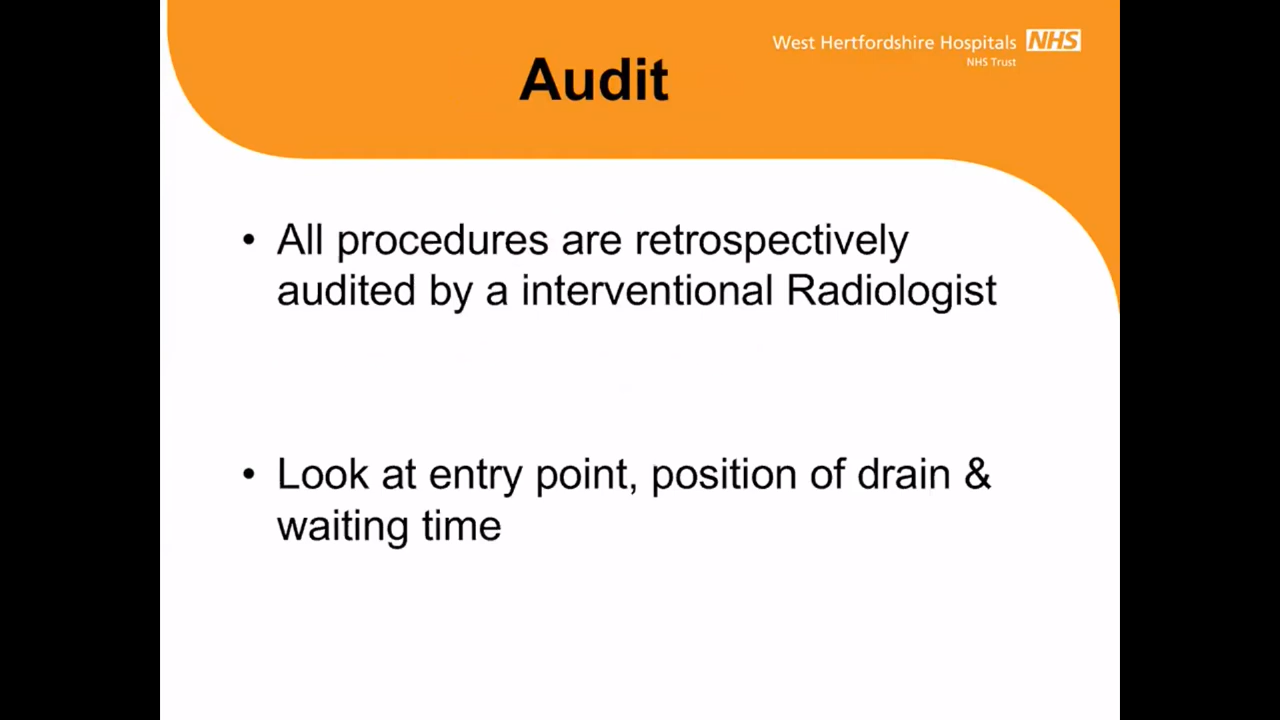 West Hertfordshire Hospitals NHS
NHS Trust
Audit
• All procedures are retrospectively
audited by a interventional Radiologist
• Look at entry point, position of drain &
waiting time